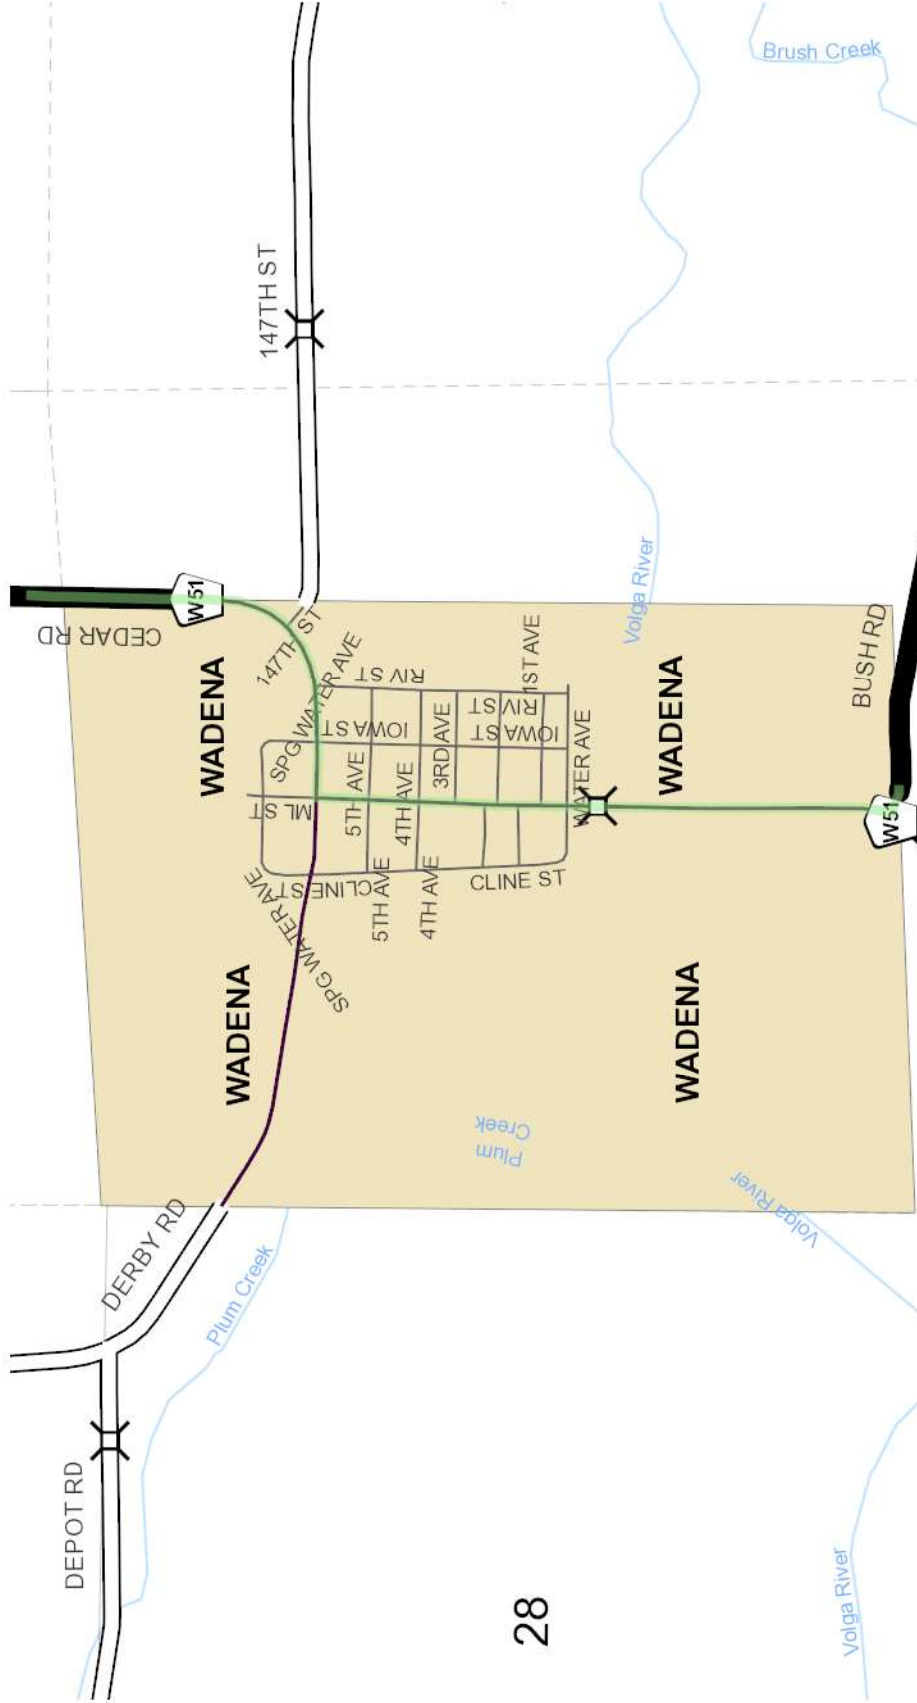 Brush Creek
147TH ST
Volga River
W51
CEDAR RD
147TH ST
WADENA
SPG WATER AVE
RIV ST
1ST AVE
WADENA
BUSH RD
IOWA ST
3RD AVE
RIV ST
IOWA ST
WATER AVE
ML ST
5TH AVE
4TH AVE
W51
CLINE ST
SPG WATER AVE
5TH AVE
4TH AVE
CLINE ST
SPG WATER AVE
WADENA
WADENA
Plum
Creek
Volga River
DERBY RD
Plum Creek
DEPOT RD
28
Volga River